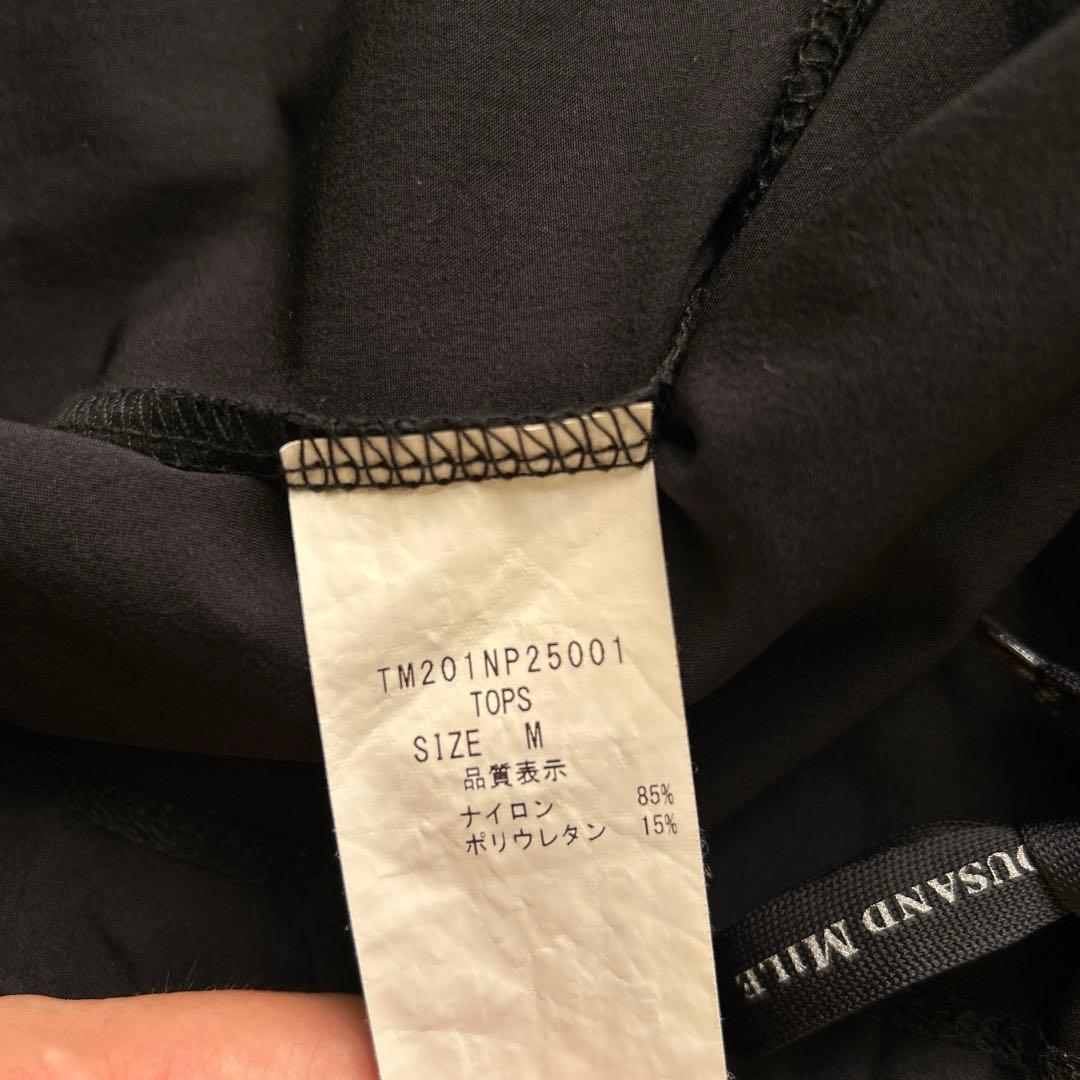 TM201NP25001
TOPS
SIZE M
品質表示
ナイロン 85%
ポリウレタン 15%
OUSAND MILE